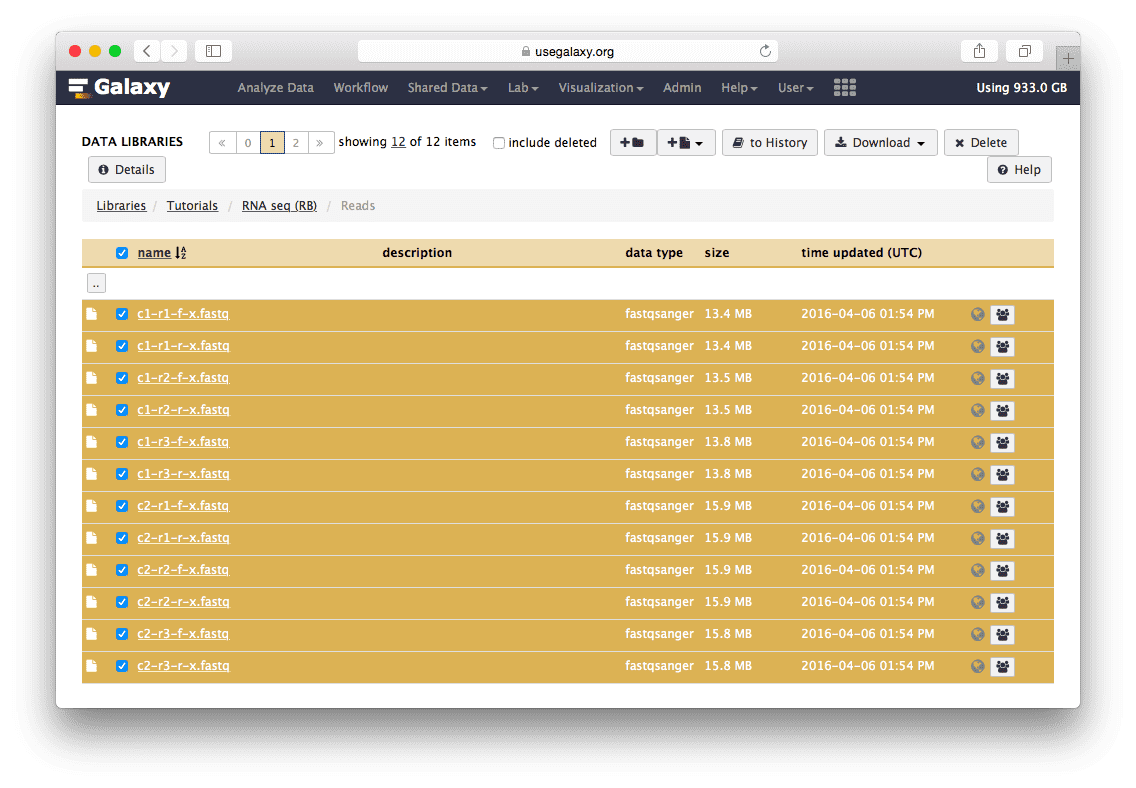 usegalaxy.org
Galaxy Analyze Data Workflow Shared Data Lab Visualization Admin Help User Using 933.0 GB
DATA LIBRARIES « 0 1 2 » showing 12 of 12 items include deleted to History Download Delete
Details Help
Libraries / Tutorials / RNA seq (RB) / Reads
name description data type size time updated (UTC)
..
c1-r1-f-x.fastq fastqsanger 13.4 MB 2016-04-06 01:54 PM
c1-r1-r-x.fastq fastqsanger 13.4 MB 2016-04-06 01:54 PM
c1-r2-f-x.fastq fastqsanger 13.5 MB 2016-04-06 01:54 PM
c1-r2-r-x.fastq fastqsanger 13.5 MB 2016-04-06 01:54 PM
c1-r3-f-x.fastq fastqsanger 13.8 MB 2016-04-06 01:54 PM
c1-r3-r-x.fastq fastqsanger 13.8 MB 2016-04-06 01:54 PM
c2-r1-f-x.fastq fastqsanger 15.9 MB 2016-04-06 01:54 PM
c2-r1-r-x.fastq fastqsanger 15.9 MB 2016-04-06 01:54 PM
c2-r2-f-x.fastq fastqsanger 15.9 MB 2016-04-06 01:54 PM
c2-r2-r-x.fastq fastqsanger 15.9 MB 2016-04-06 01:54 PM
c2-r3-f-x.fastq fastqsanger 15.8 MB 2016-04-06 01:54 PM
c2-r3-r-x.fastq fastqsanger 15.8 MB 2016-04-06 01:54 PM